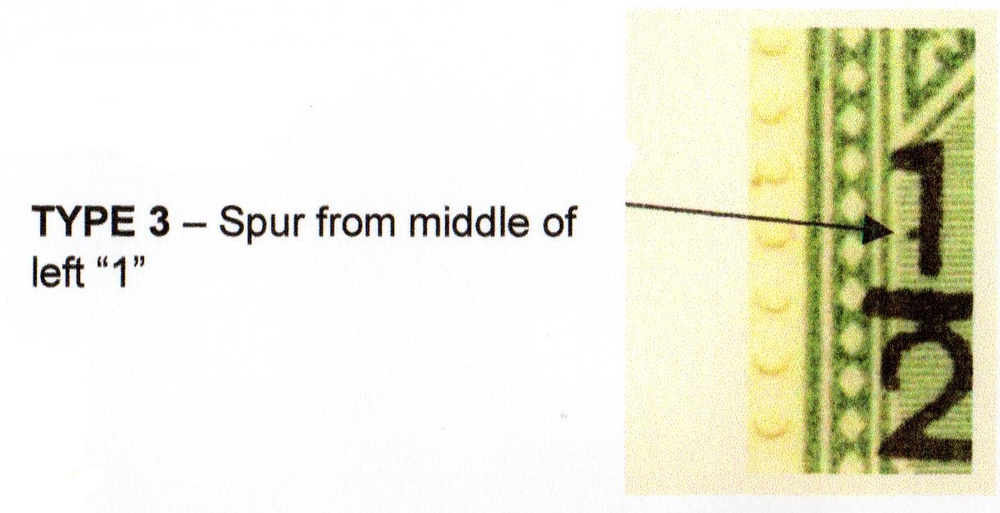 TYPE 3 – Spur from middle of
left “1”
1
2